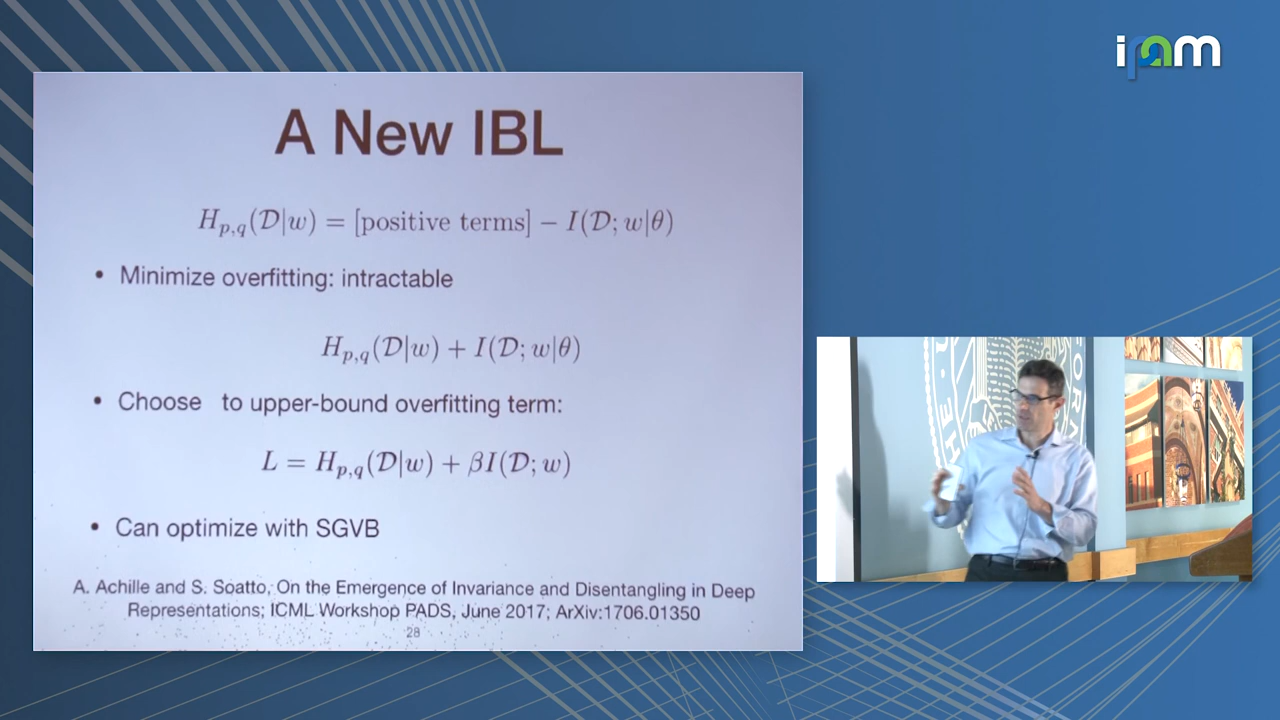 ipam
A New IBL
H_{p,q}(𝒟|w) = [positive terms] − I(𝒟; w|θ)
• Minimize overfitting: intractable
H_{p,q}(𝒟|w) + I(𝒟; w|θ)
• Choose to upper-bound overfitting term:
L = H_{p,q}(𝒟|w) + βI(𝒟; w)
• Can optimize with SGVB
A. Achille and S. Soatto, On the Emergence of Invariance and Disentangling in Deep
Representations; ICML Workshop PADS, June 2017; ArXiv:1706.01350
28